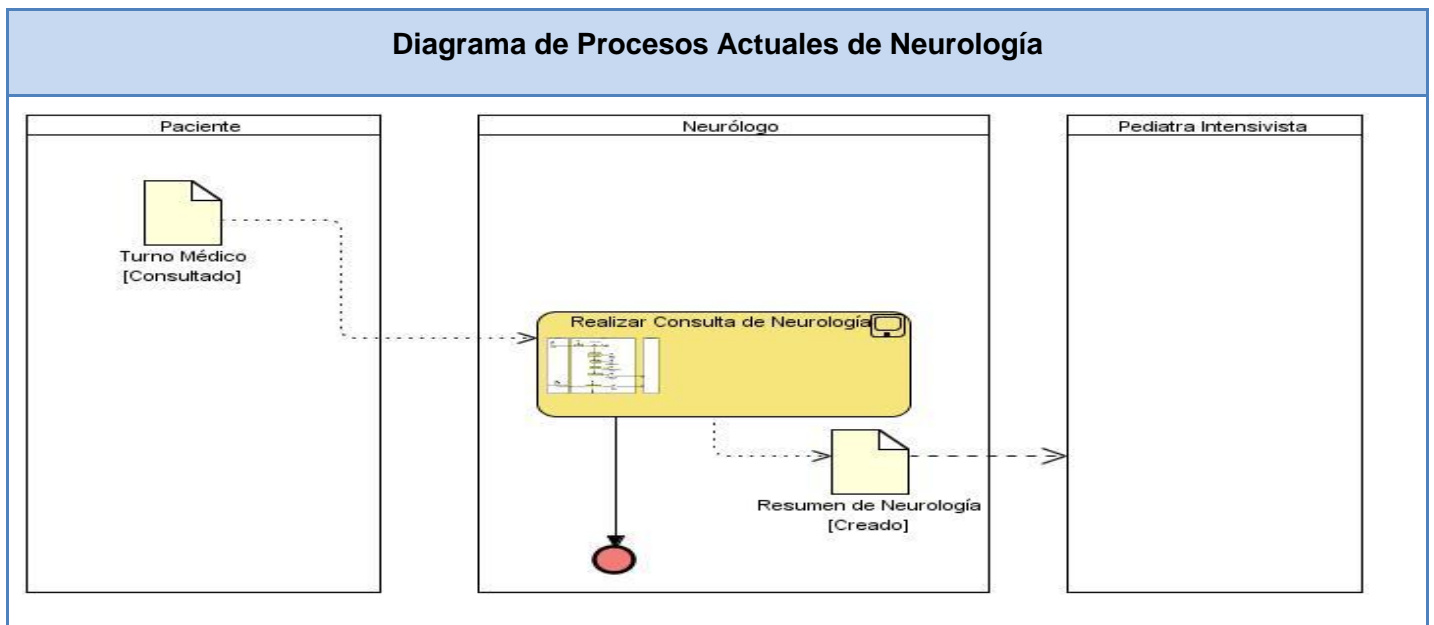 Diagrama de Procesos Actuales de Neurología
Paciente
Neurólogo
Pediatra Intensivista
Turno Médico
[Consultado]
Realizar Consulta de Neurología
Resumen de Neurología
[Creado]